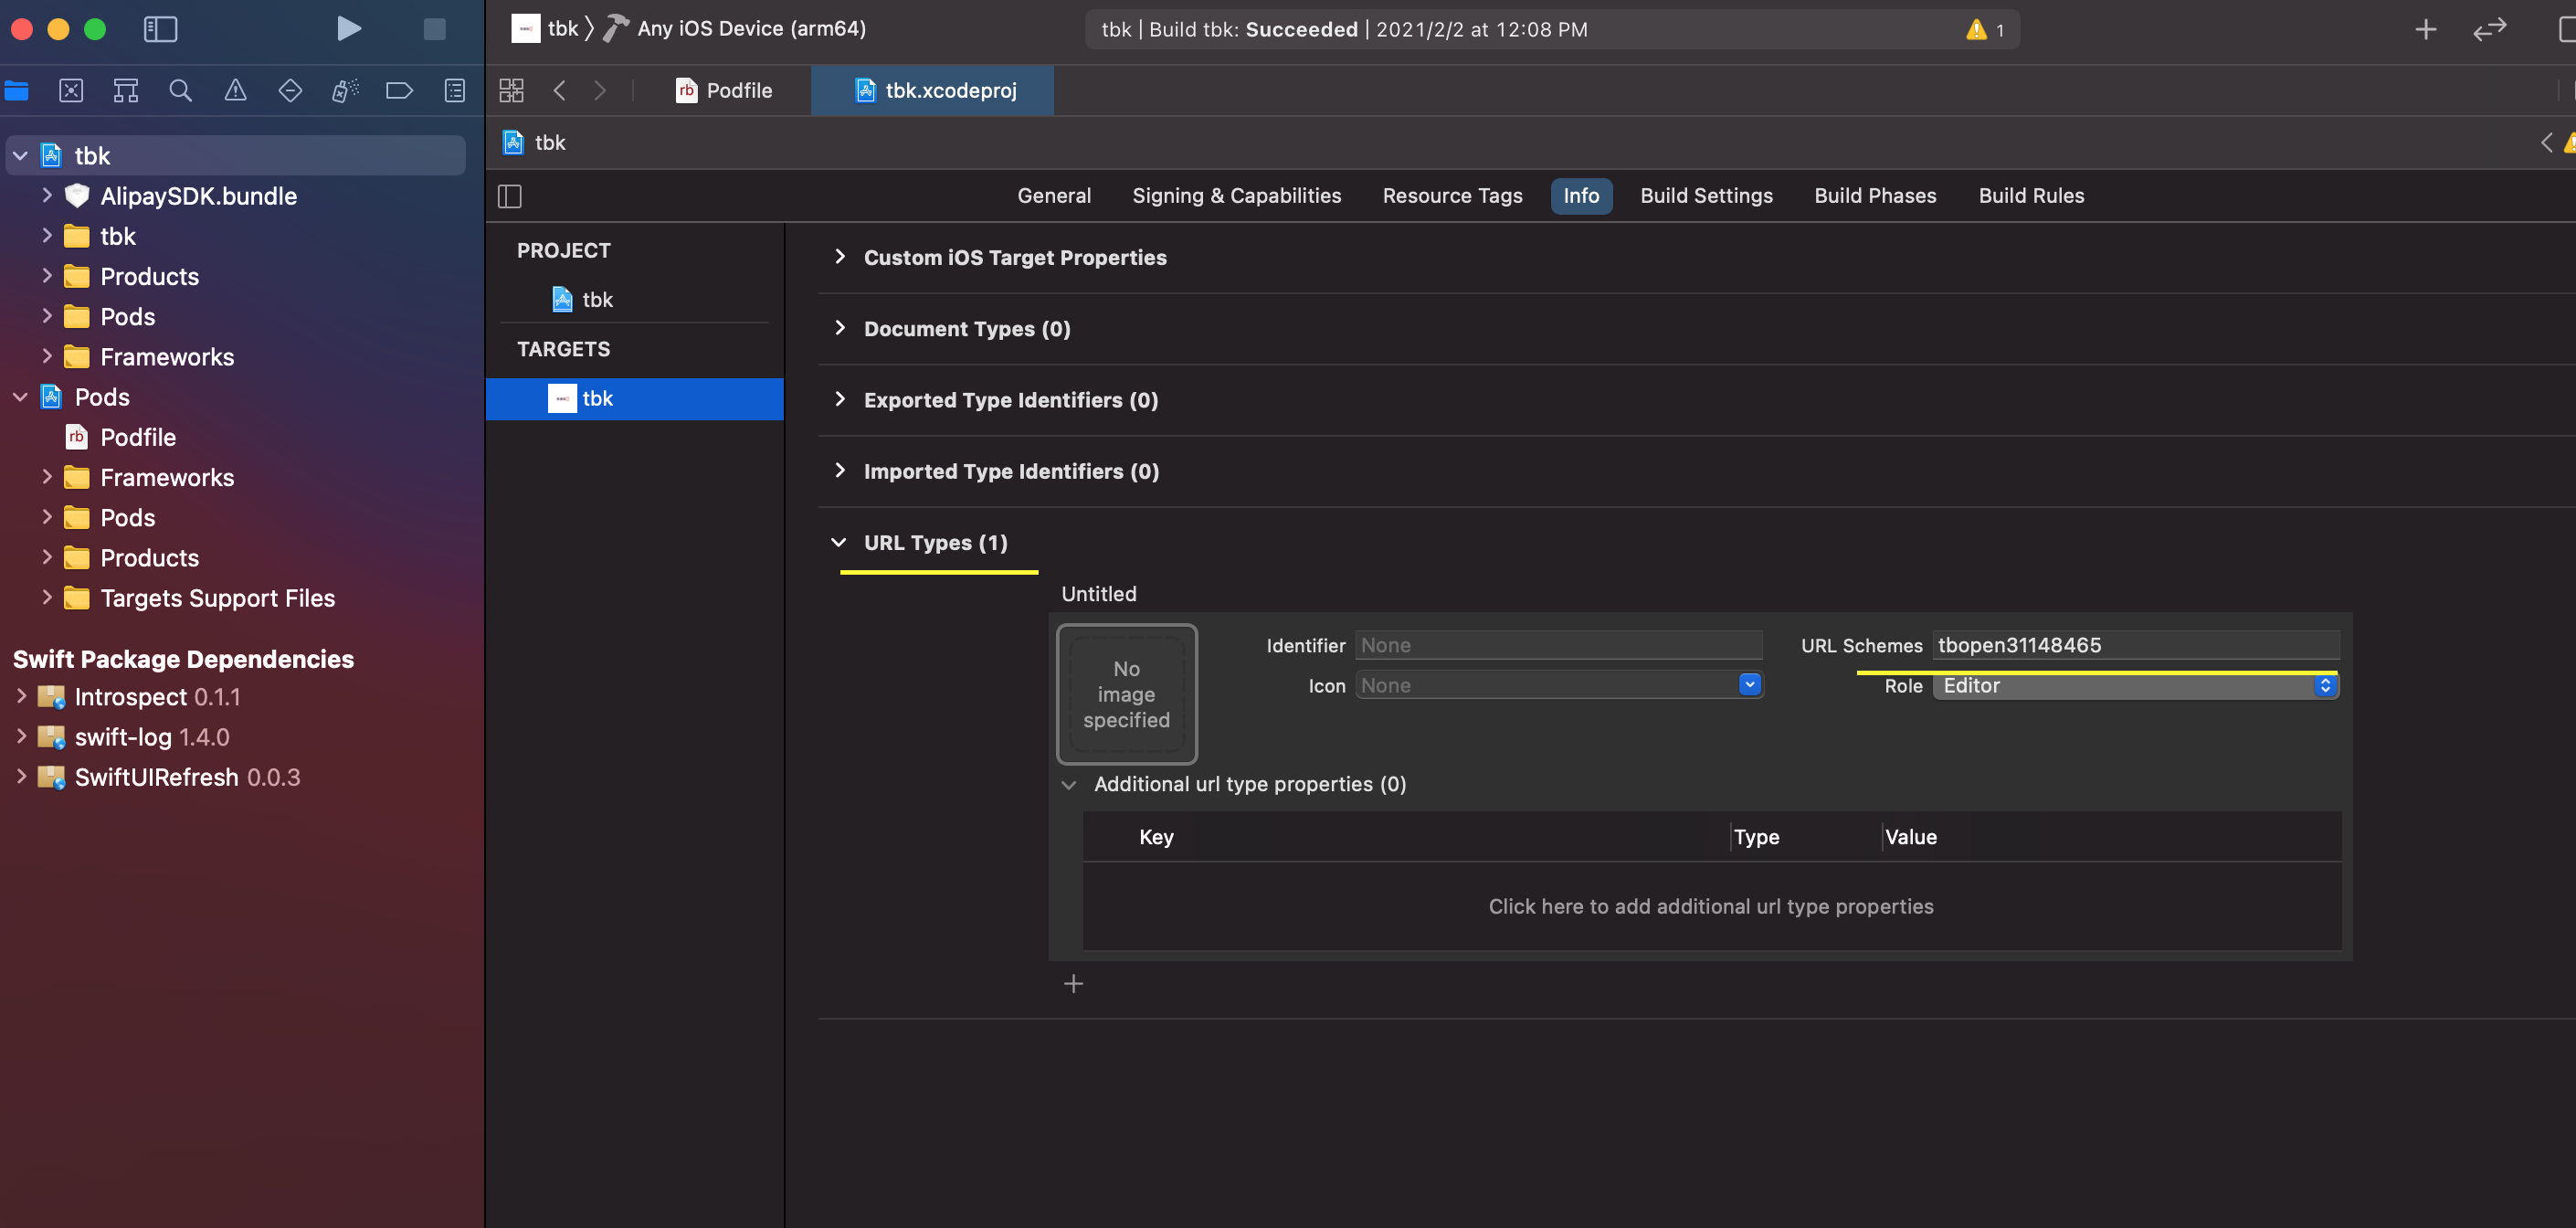 tbk
Any iOS Device (arm64)
tbk | Build tbk: Succeeded | 2021/2/2 at 12:08 PM
1
rb
Podfile
tbk.xcodeproj
tbk
General
Signing & Capabilities
Resource Tags
Info
Build Settings
Build Phases
Build Rules
tbk
AlipaySDK.bundle
tbk
Products
Pods
Frameworks
Pods
rb
Podfile
Frameworks
Pods
Products
Targets Support Files
Swift Package Dependencies
Introspect 0.1.1
swift-log 1.4.0
SwiftUIRefresh 0.0.3
PROJECT
tbk
TARGETS
tbk
Custom iOS Target Properties
Document Types (0)
Exported Type Identifiers (0)
Imported Type Identifiers (0)
URL Types (1)
Untitled
No
image
specified
Identifier None
URL Schemes tbopen31148465
Icon None
Role Editor
Additional url type properties (0)
Key Type Value
Click here to add additional url type properties